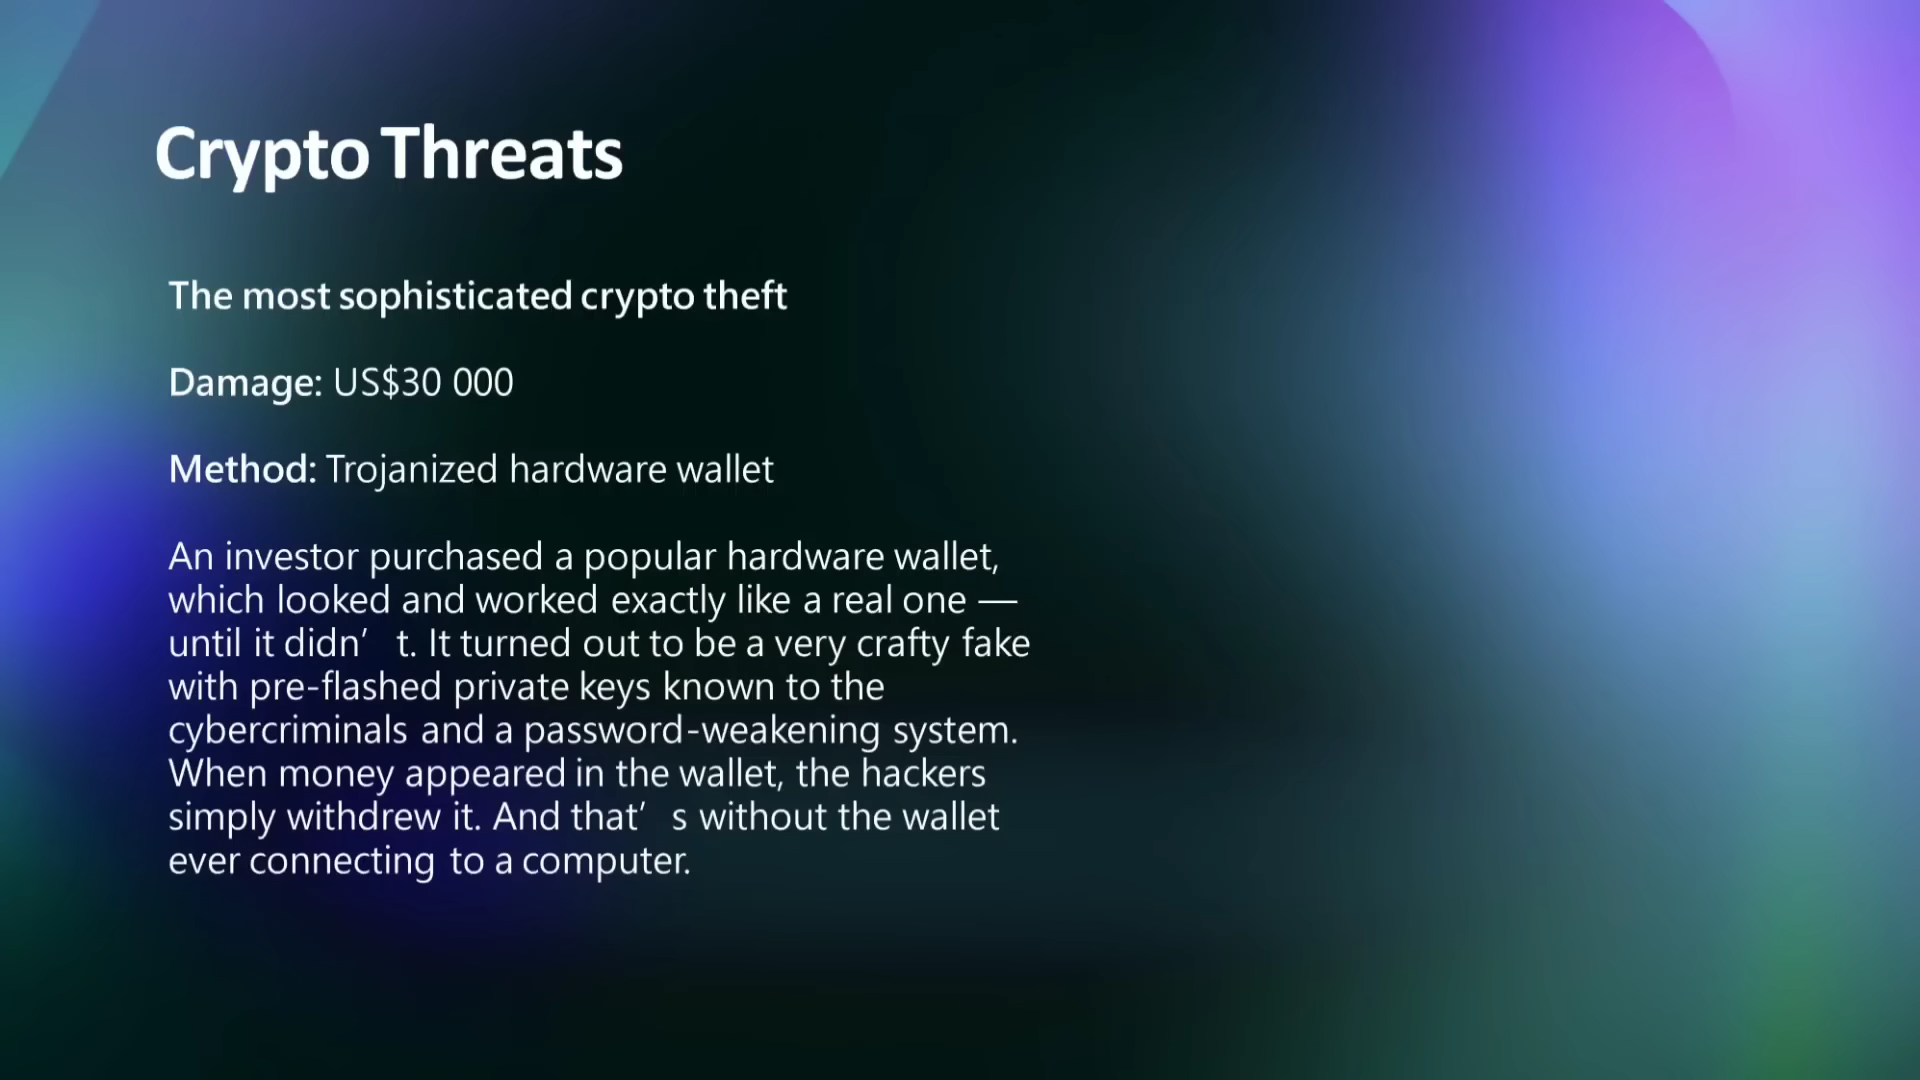 Crypto Threats
The most sophisticated crypto theft
Damage: US$30 000
Method: Trojanized hardware wallet
An investor purchased a popular hardware wallet,
which looked and worked exactly like a real one —
until it didn’ t. It turned out to be a very crafty fake
with pre-flashed private keys known to the
cybercriminals and a password-weakening system.
When money appeared in the wallet, the hackers
simply withdrew it. And that’ s without the wallet
ever connecting to a computer.